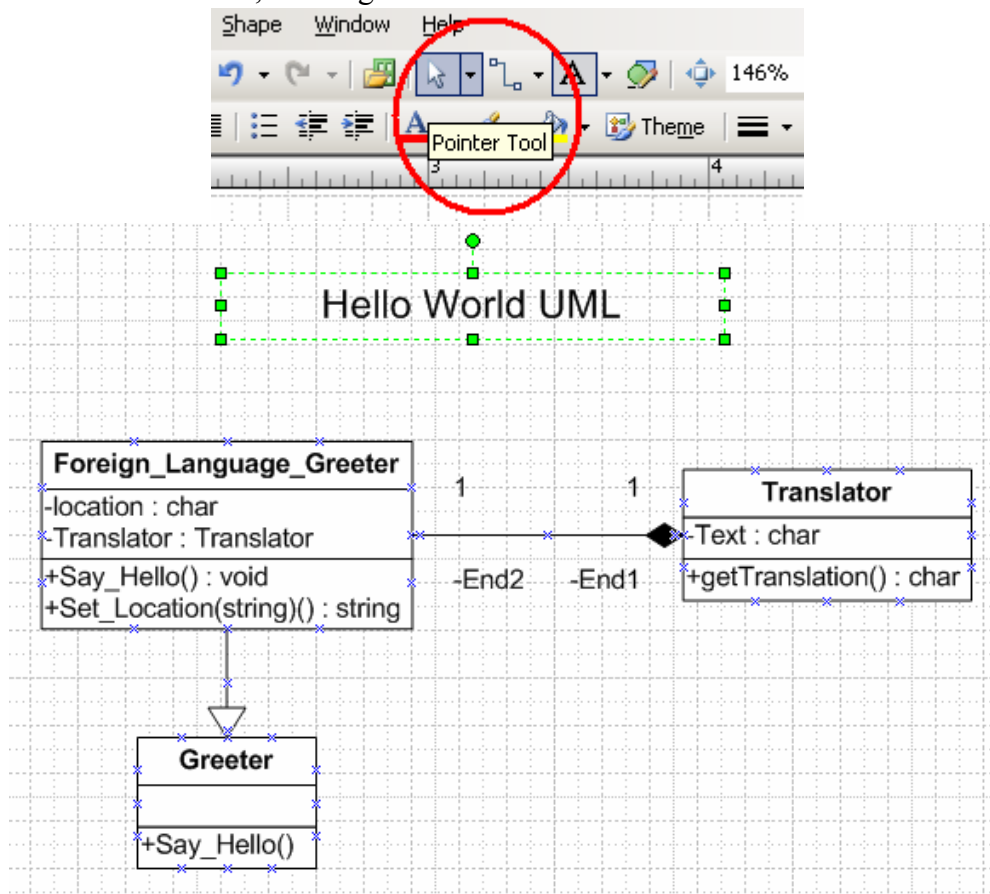 Shape Window Help
A 146%
A Theme
Pointer Tool
3 4
Hello World UML
Foreign_Language_Greeter
-location : char
-Translator : Translator
+Say_Hello() : void
+Set_Location(string)() : string
1 1
-End2 -End1
Translator
-Text : char
+getTranslation() : char
Greeter
+Say_Hello()